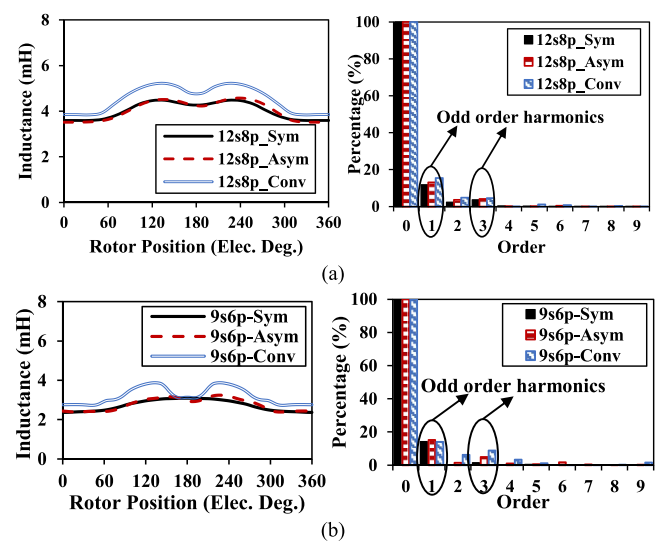 Inductance (mH)
8
6
4
2
0
12s8p_Sym
12s8p_Asym
12s8p_Conv
0 60 120 180 240 300 360
Rotor Position (Elec. Deg.)
Percentage (%)
100
80
60
40
20
0
12s8p_Sym
12s8p_Asym
12s8p_Conv
Odd order harmonics
0 1 2 3 4 5 6 7 8 9
Order
(a)
Inductance (mH)
8
6
4
2
0
9s6p-Sym
9s6p-Asym
9s6p-Conv
0 60 120 180 240 300 360
Rotor Position (Elec. Deg.)
Percentage (%)
100
80
60
40
20
0
9s6p-Sym
9s6p-Asym
9s6p-Conv
Odd order harmonics
0 1 2 3 4 5 6 7 8 9
Order
(b)